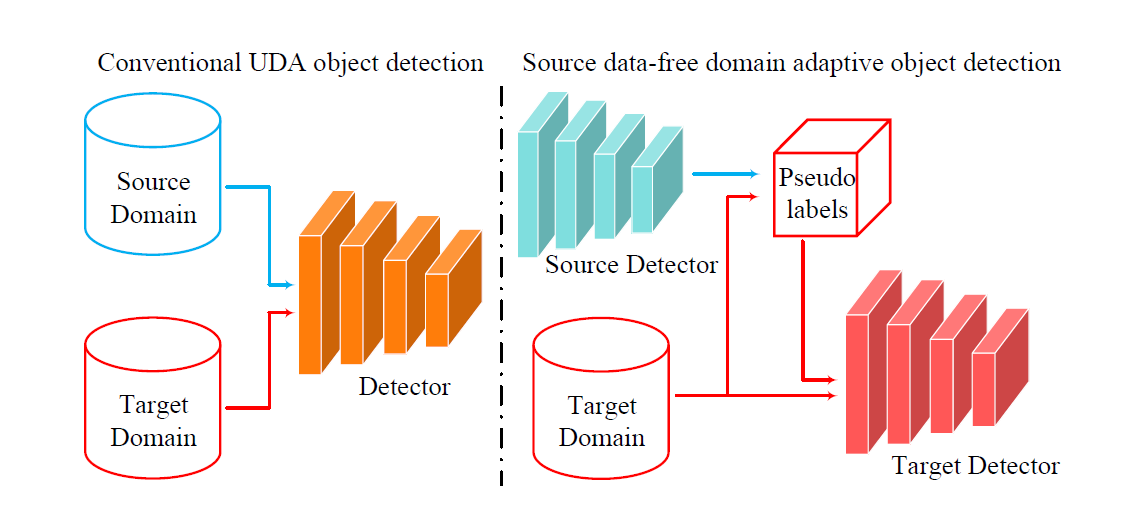 Conventional UDA object detection
Source
Domain
Target
Domain
Detector
Source data-free domain adaptive object detection
Source Detector
Pseudo
labels
Target
Domain
Target Detector